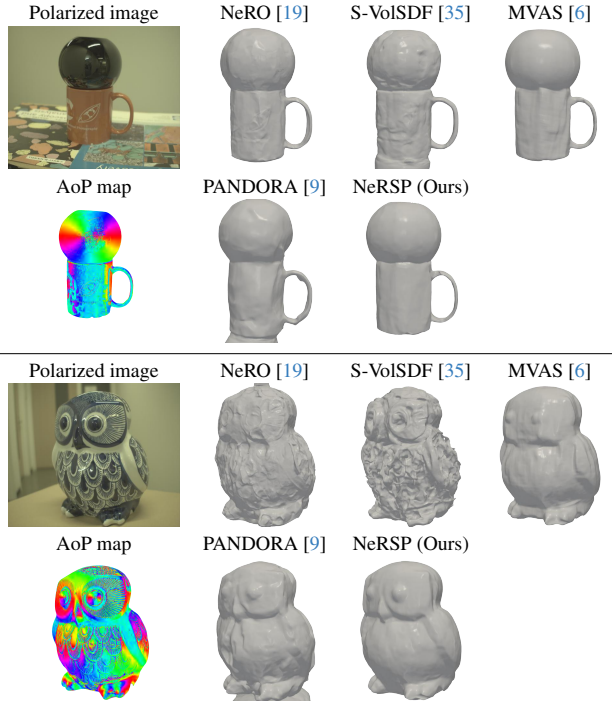 Polarized image NeRO [19] S-VolSDF [35] MVAS [6]
AoP map PANDORA [9] NeRSP (Ours)
Polarized image NeRO [19] S-VolSDF [35] MVAS [6]
AoP map PANDORA [9] NeRSP (Ours)